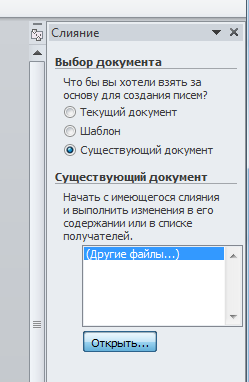 Слияние
Выбор документа
Что бы вы хотели взять за
основу для создания писем?
Текущий документ
Шаблон
Существующий документ
Существующий документ
Начать с имеющегося слияния
и выполнить изменения в его
содержании или в списке
получателей.
(Другие файлы...)
Открыть...